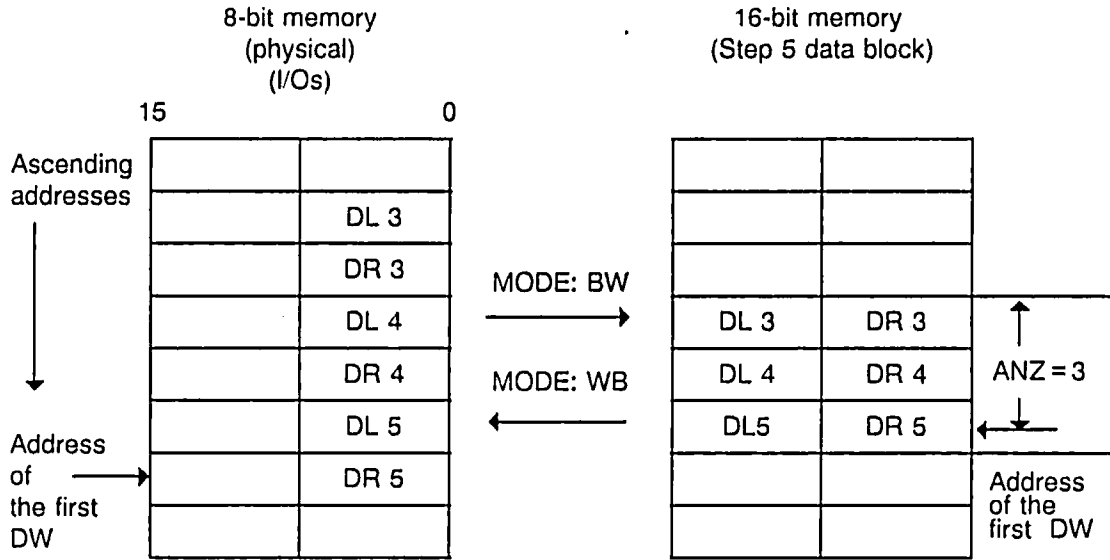 8-bit memory
(physical)
(I/Os)
16-bit memory
(Step 5 data block)
15
0
Ascending
addresses
DL 3
DR 3
DL 4
DR 4
DL 5
DR 5
Address
of
the first
DW
MODE: BW
MODE: WB
DL 3 DR 3
DL 4 DR 4
DL5 DR 5
ANZ = 3
Address
of the
first DW